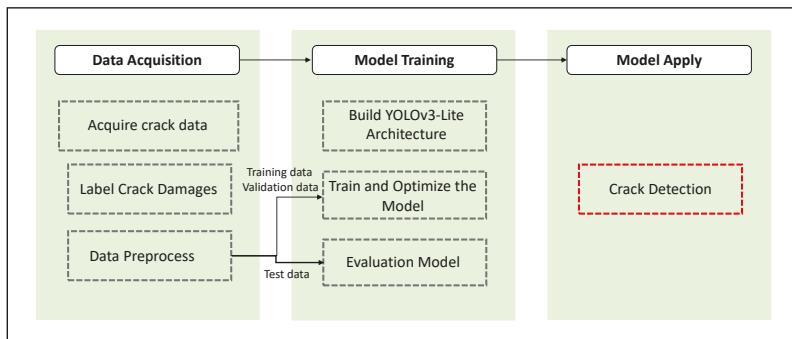 Data Acquisition
Model Training
Model Apply
Acquire crack data
Label Crack Damages
Data Preprocess
Training data
Validation data
Test data
Build YOLOv3-Lite
Architecture
Train and Optimize the
Model
Evaluation Model
Crack Detection